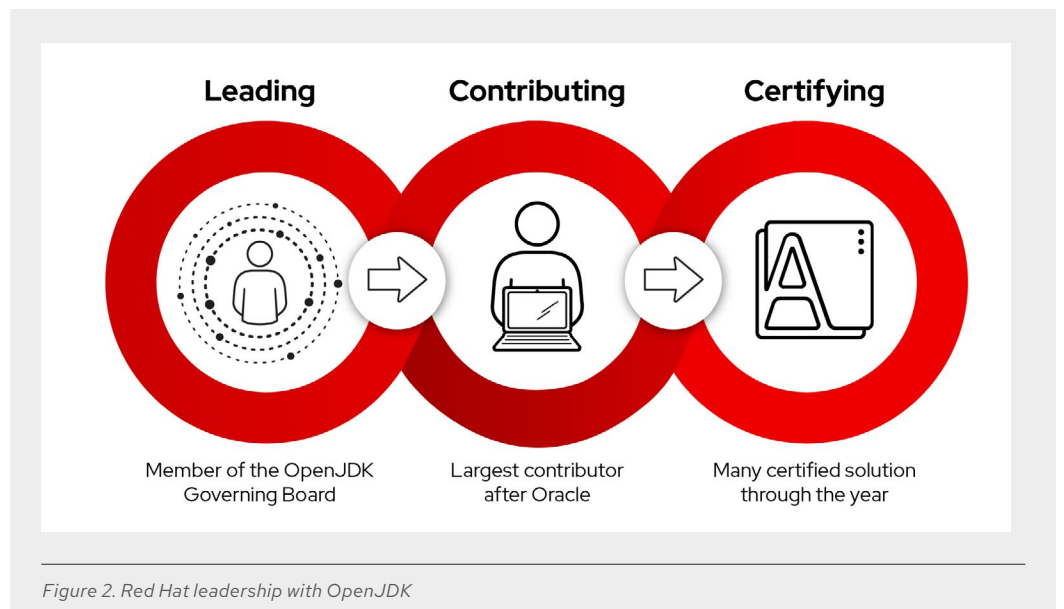 Leading
Contributing
Certifying
Member of the OpenJDK
Governing Board
Largest contributor
after Oracle
Many certified solution
through the year
Figure 2. Red Hat leadership with OpenJDK